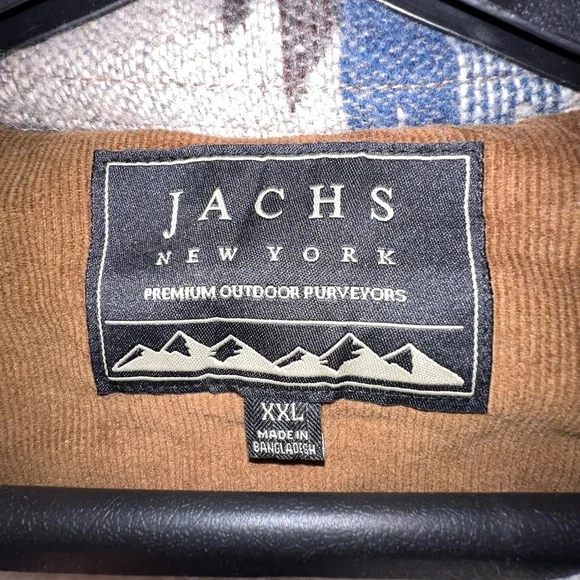 JACHS
NEW YORK
PREMIUM OUTDOOR PURVEYORS
XXL
MADE IN
BANGLADESH